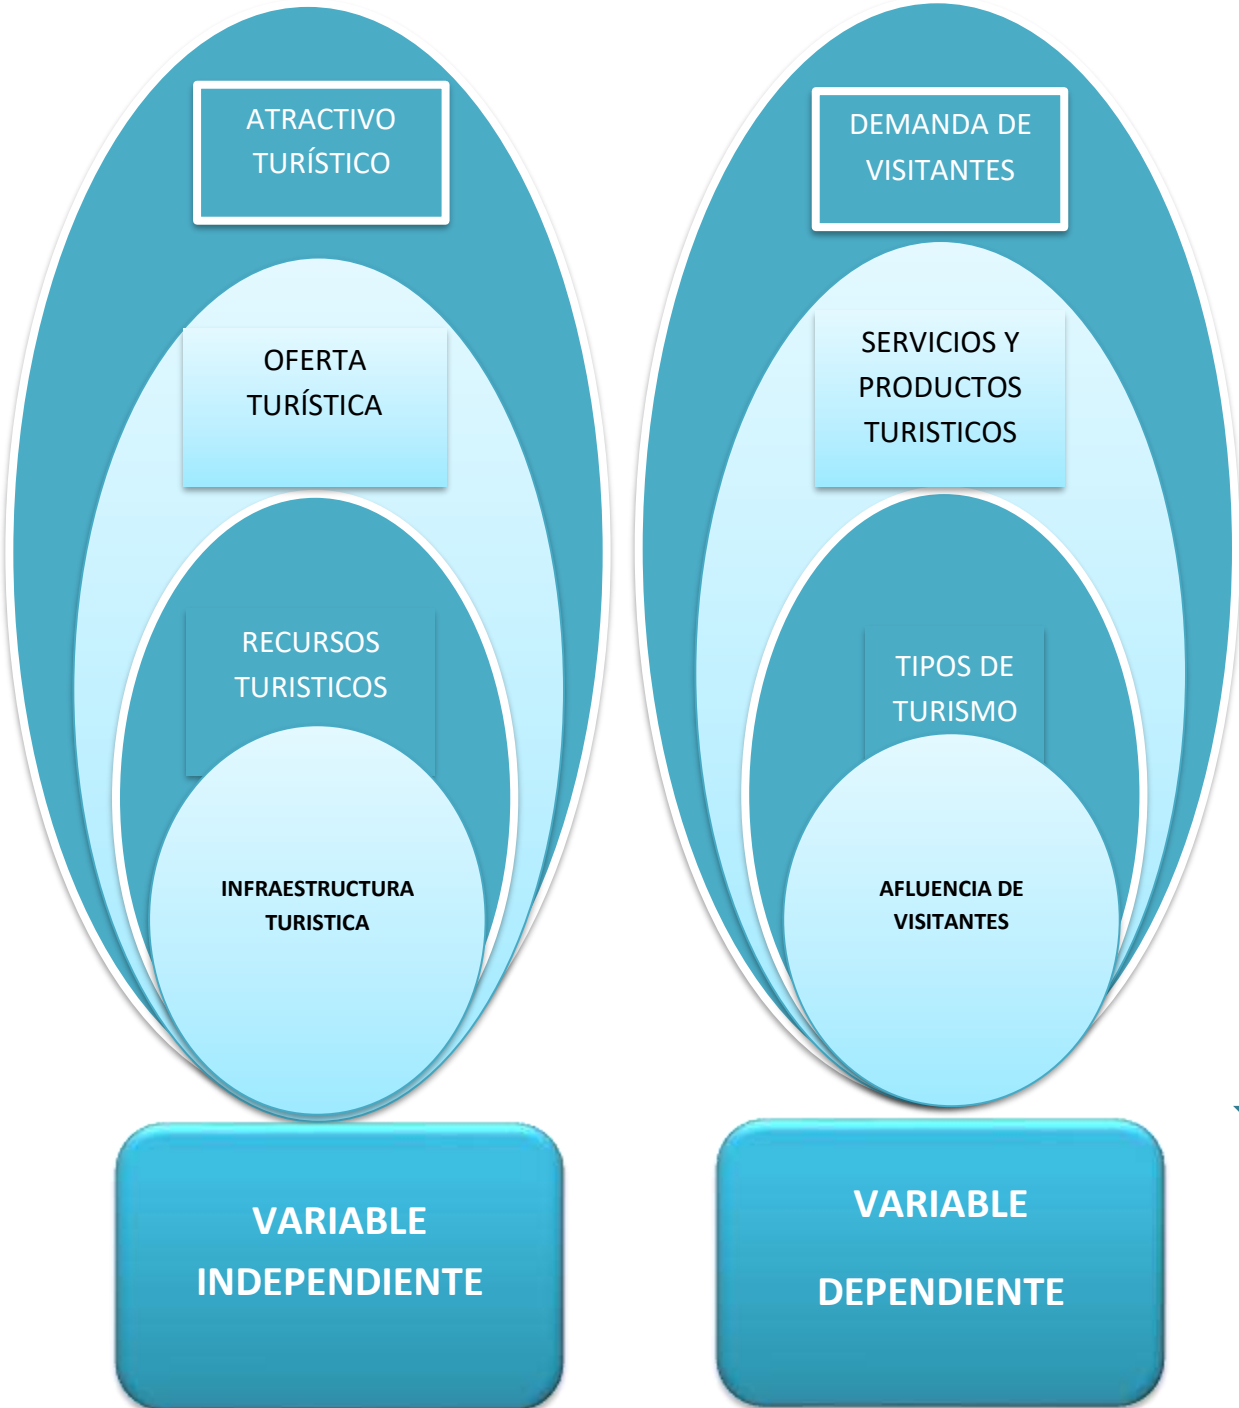 ATRACTIVO
TURÍSTICO
OFERTA
TURÍSTICA
RECURSOS
TURISTICOS
INFRAESTRUCTURA
TURISTICA
VARIABLE
INDEPENDIENTE
DEMANDA DE
VISITANTES
SERVICIOS Y
PRODUCTOS
TURISTICOS
TIPOS DE
TURISMO
AFLUENCIA DE
VISITANTES
VARIABLE
DEPENDIENTE